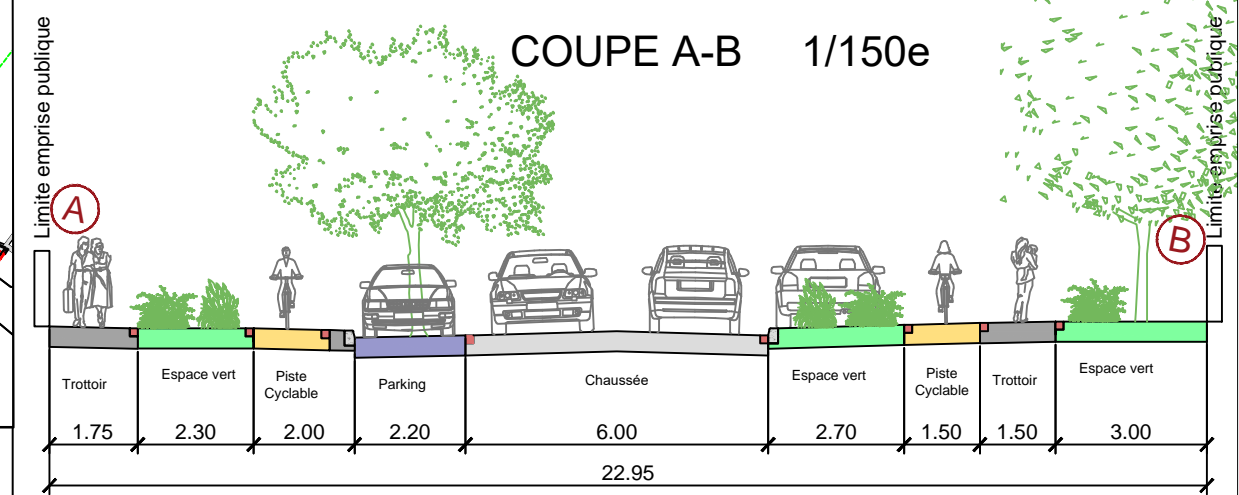 COUPE A-B 1/150e
Limite emprise publique
Limite emprise publique
A
B
Trottoir
Espace vert
Piste
Cyclable
Parking
Chaussée
Espace vert
Piste
Cyclable
Trottoir
Espace vert
1.75 2.30 2.00 2.20 6.00 2.70 1.50 1.50 3.00
22.95